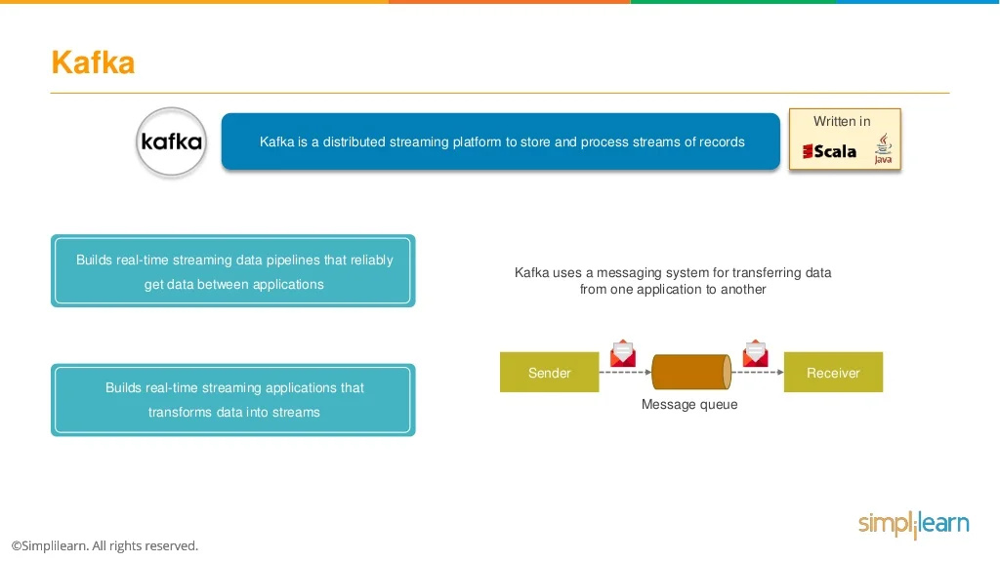 Kafka
kafka
Kafka is a distributed streaming platform to store and process streams of records
Written in
Scala
Java
Builds real-time streaming data pipelines that reliably
get data between applications
Kafka uses a messaging system for transferring data
from one application to another
Builds real-time streaming applications that
transforms data into streams
Sender
Receiver
Message queue
simplilearn
©Simplilearn. All rights reserved.